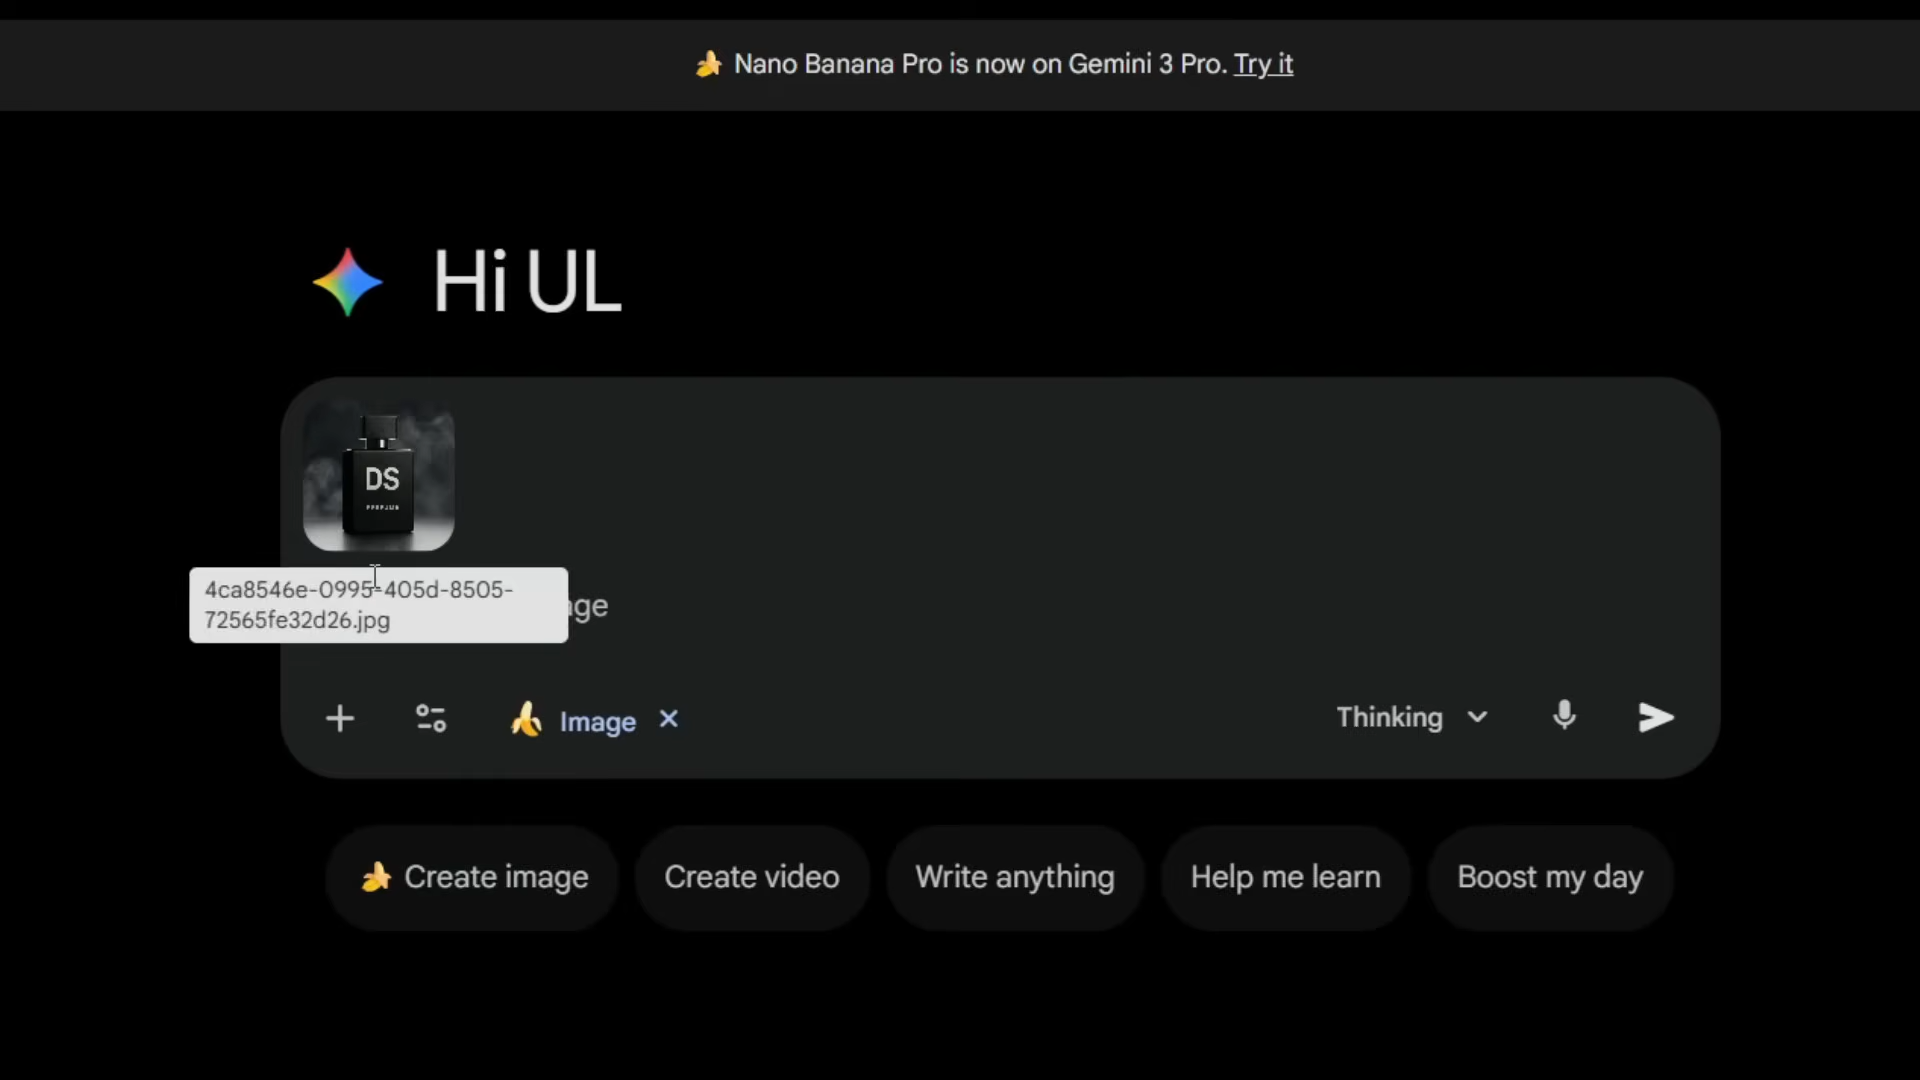 Nano Banana Pro is now on Gemini 3 Pro. Try it
Hi UL
DS
4ca8546e-0995-405d-8505-
72565fe32d26.jpg
Image
Thinking
Create image
Create video
Write anything
Help me learn
Boost my day